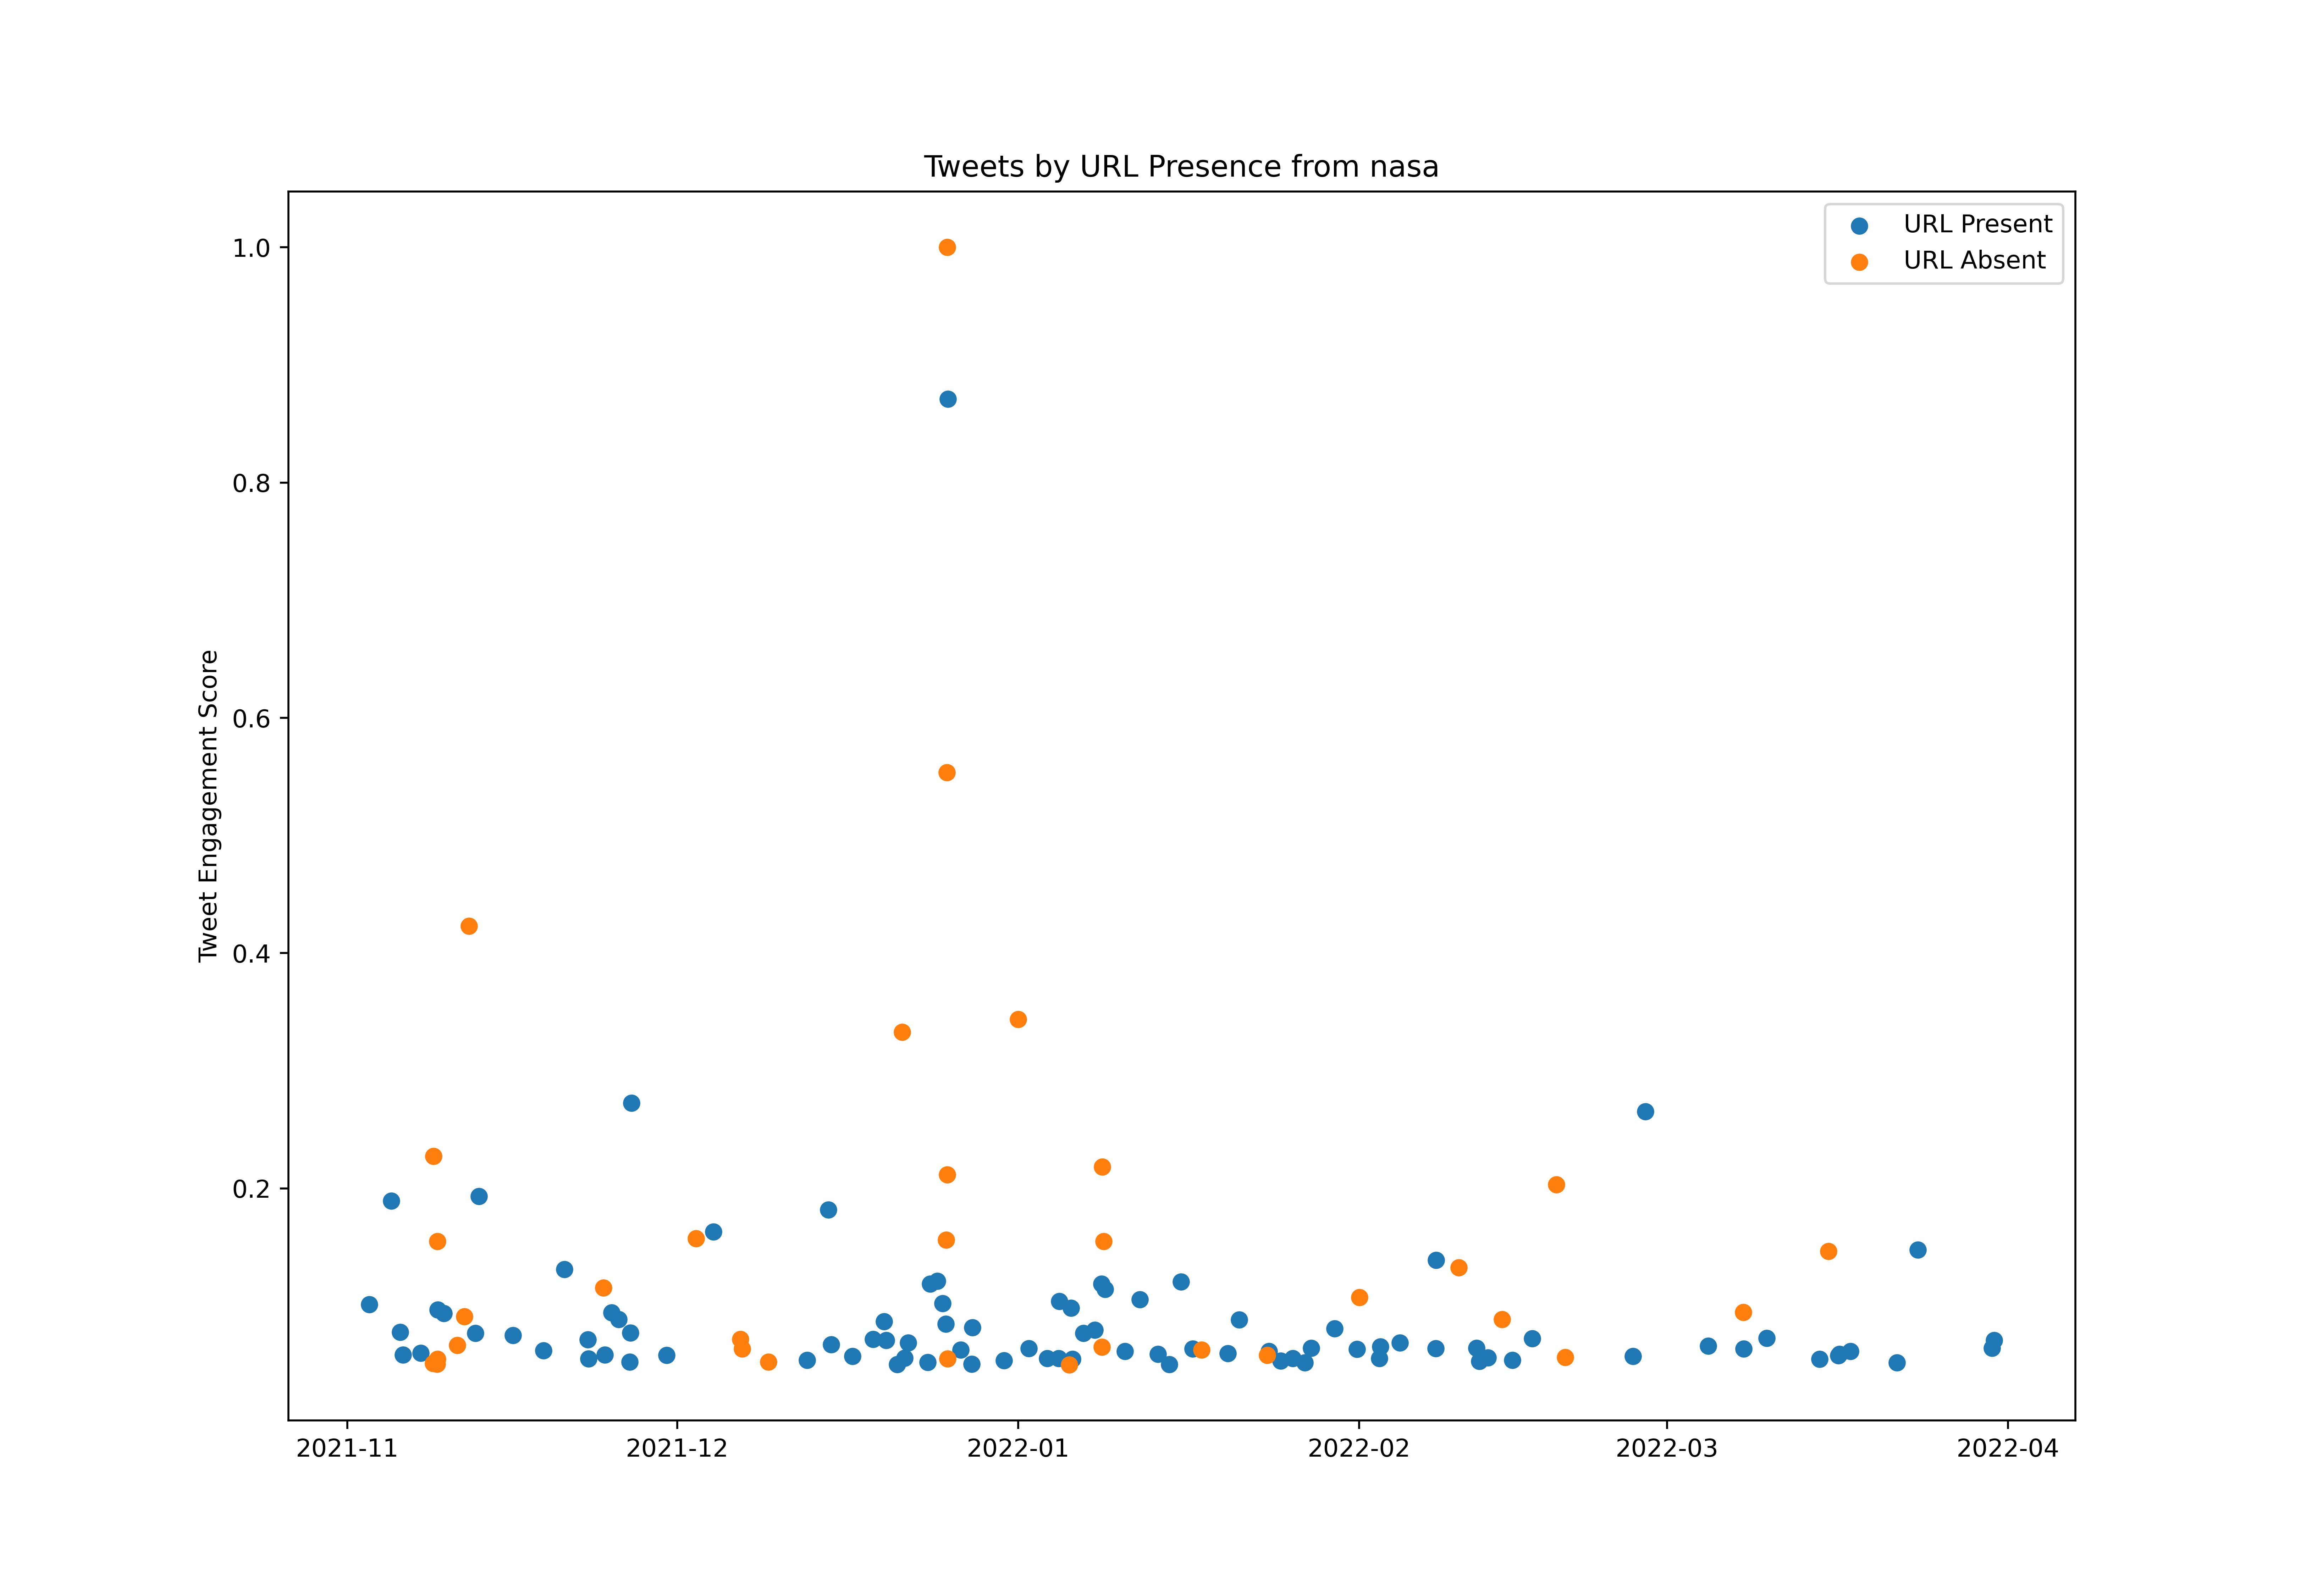 Tweets by URL Presence from nasa
URL Present
URL Absent
Tweet Engagement Score
1.0
0.8
0.6
0.4
0.2
2021-11
2021-12
2022-01
2022-02
2022-03
2022-04